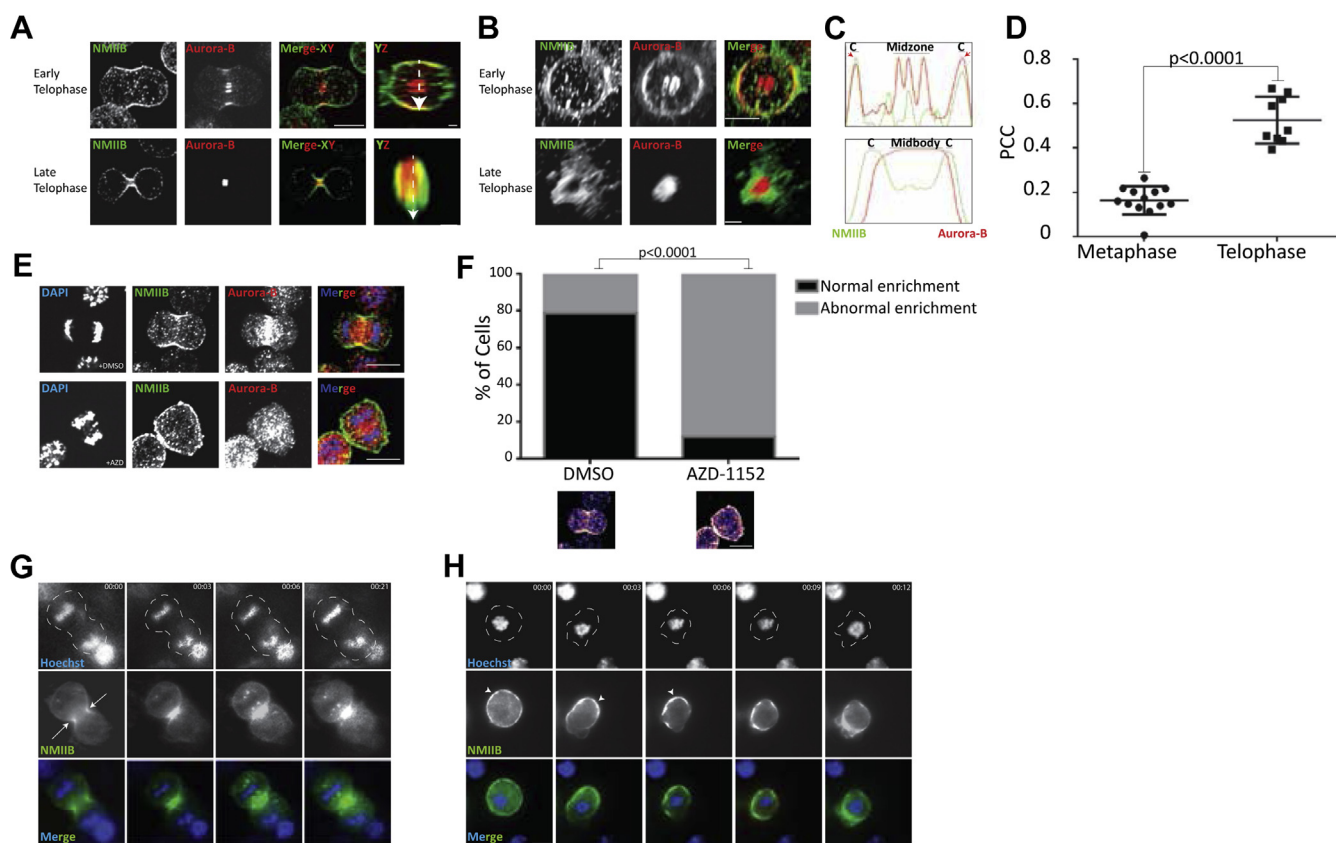 A
NMIIB Aurora-B Merge-XY YZ
Early
Telophase
Late
Telophase
NMIIB Aurora-B Merge-XY YZ
B
NMIIB Aurora-B Merge
Early
Telophase
Late
Telophase
NMIIB Aurora-B Merge
C
C Midzone C
C Midbody C
NMIIB Aurora-B
D
p<0.0001
PCC
0.8
0.6
0.4
0.2
0
Metaphase Telophase
E
DAPI NMIIB Aurora-B Merge
+DMSO
DAPI NMIIB Aurora-B Merge
+AZD
F
p<0.0001
% of Cells
100
80
60
40
20
0
DMSO AZD-1152
Normal enrichment
Abnormal enrichment
G
00:00 00:03 00:06 00:21
Hoechst
NMIIB
Merge
H
00:00 00:03 00:06 00:09 00:12
Hoechst
NMIIB
Merge